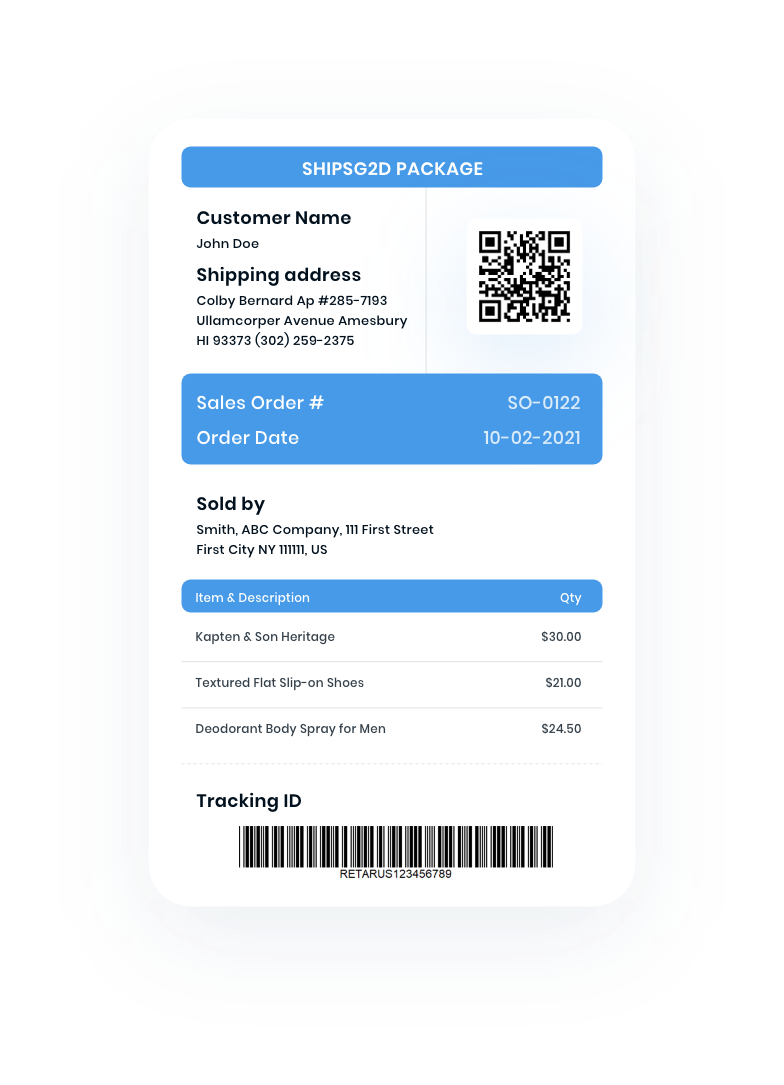 SHIPSG2D PACKAGE
Customer Name
John Doe
Shipping address
Colby Bernard Ap #285-7193
Ullamcorper Avenue Amesbury
HI 93373 (302) 259-2375
Sales Order # SO-0122
Order Date 10-02-2021
Sold by
Smith, ABC Company, 111 First Street
First City NY 111111, US
Item & Description Qty
Kapten & Son Heritage $30.00
Textured Flat Slip-on Shoes $21.00
Deodorant Body Spray for Men $24.50
Tracking ID
RETARUS123456789